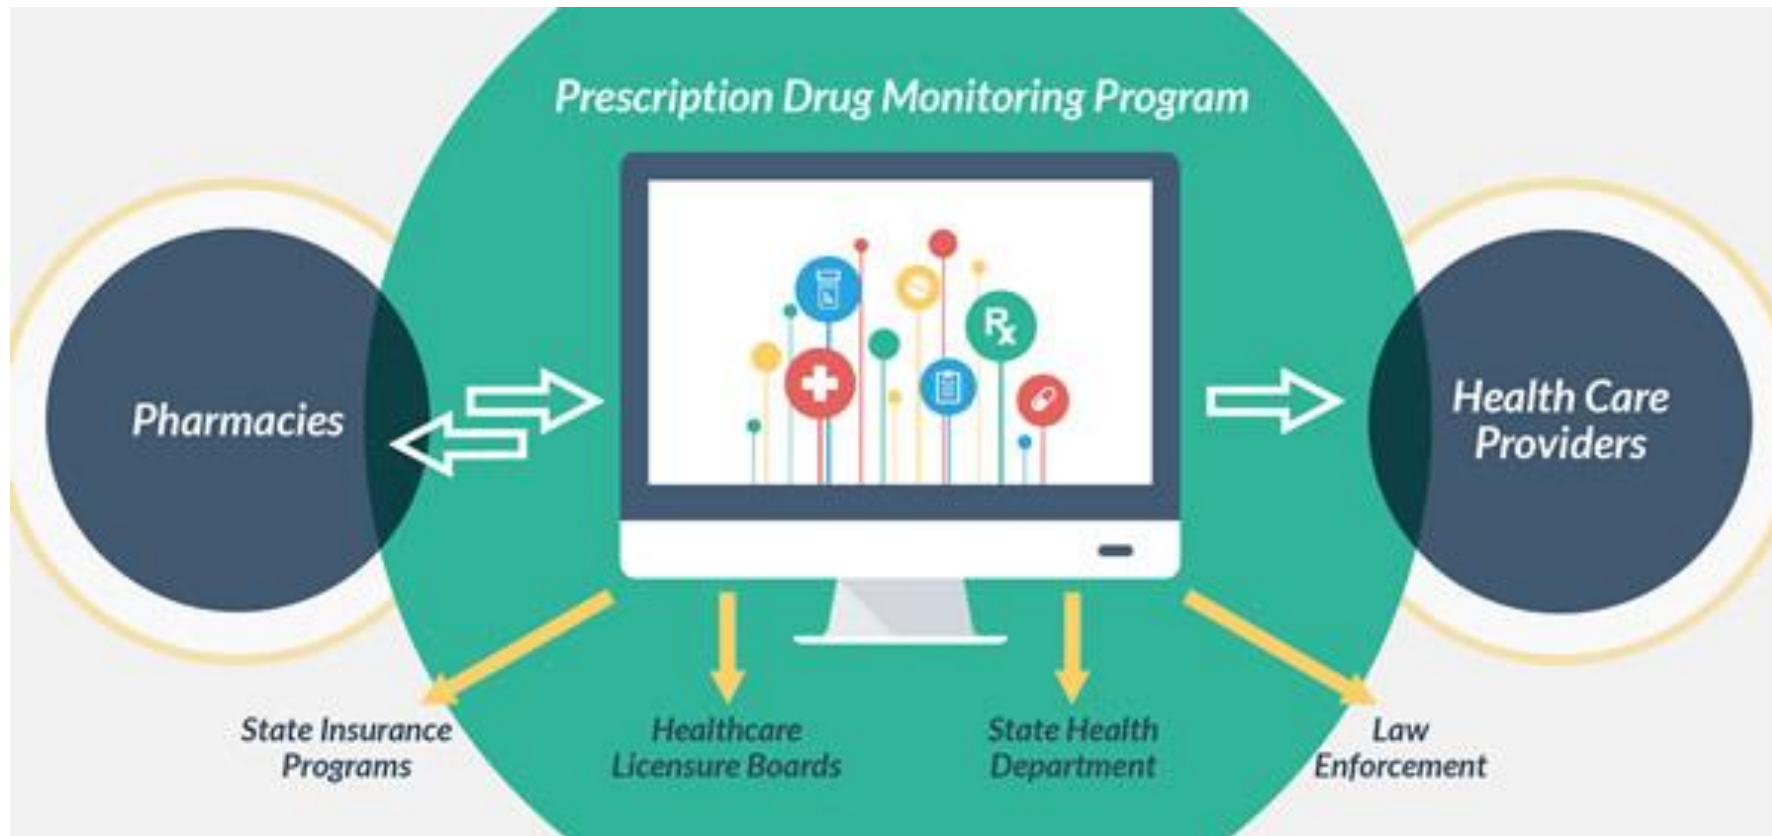 Prescription Drug Monitoring Program
Rx
Pharmacies
Health Care
Providers
State Insurance
Programs
Healthcare
Licensure Boards
State Health
Department
Law
Enforcement